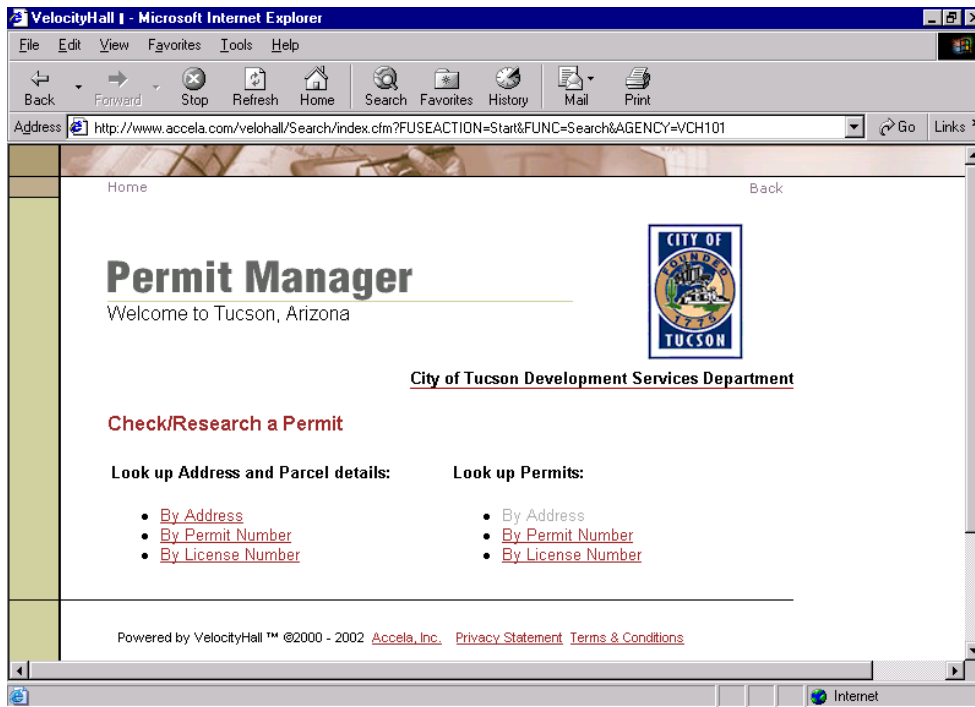 VelocityHall | - Microsoft Internet Explorer
File Edit View Favorites Tools Help
Back Forward Stop Refresh Home Search Favorites History Mail Print
Address http://www.accela.com/velohall/Search/index.cfm?FUSEACTION=Start&FUNC=Search&AGENCY=VCH101 Go Links
Home Back
CITY OF
FOUNDED
1775
TUCSON
Permit Manager
Welcome to Tucson, Arizona
City of Tucson Development Services Department
Check/Research a Permit
Look up Address and Parcel details: Look up Permits:
• By Address • By Address
• By Permit Number • By Permit Number
• By License Number • By License Number
Powered by VelocityHall ™ ©2000 - 2002 Accela, Inc. Privacy Statement Terms & Conditions
Internet